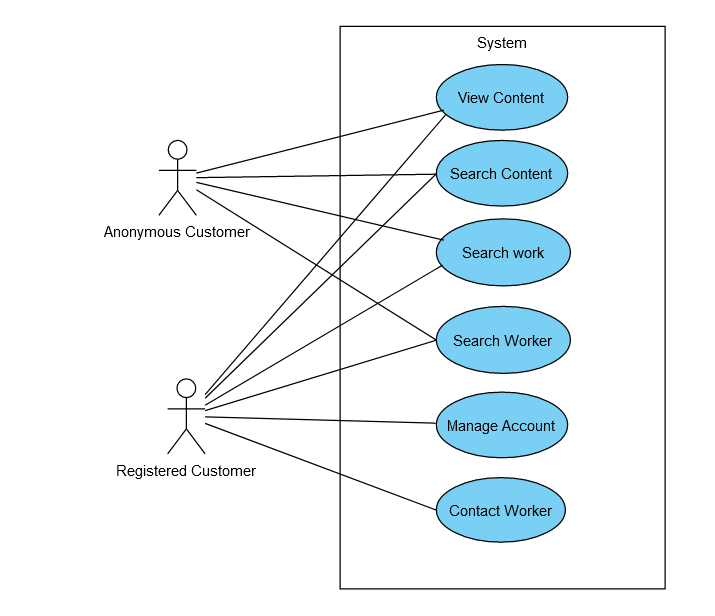 System
View Content
Search Content
Anonymous Customer
Search work
Search Worker
Manage Account
Registered Customer
Contact Worker